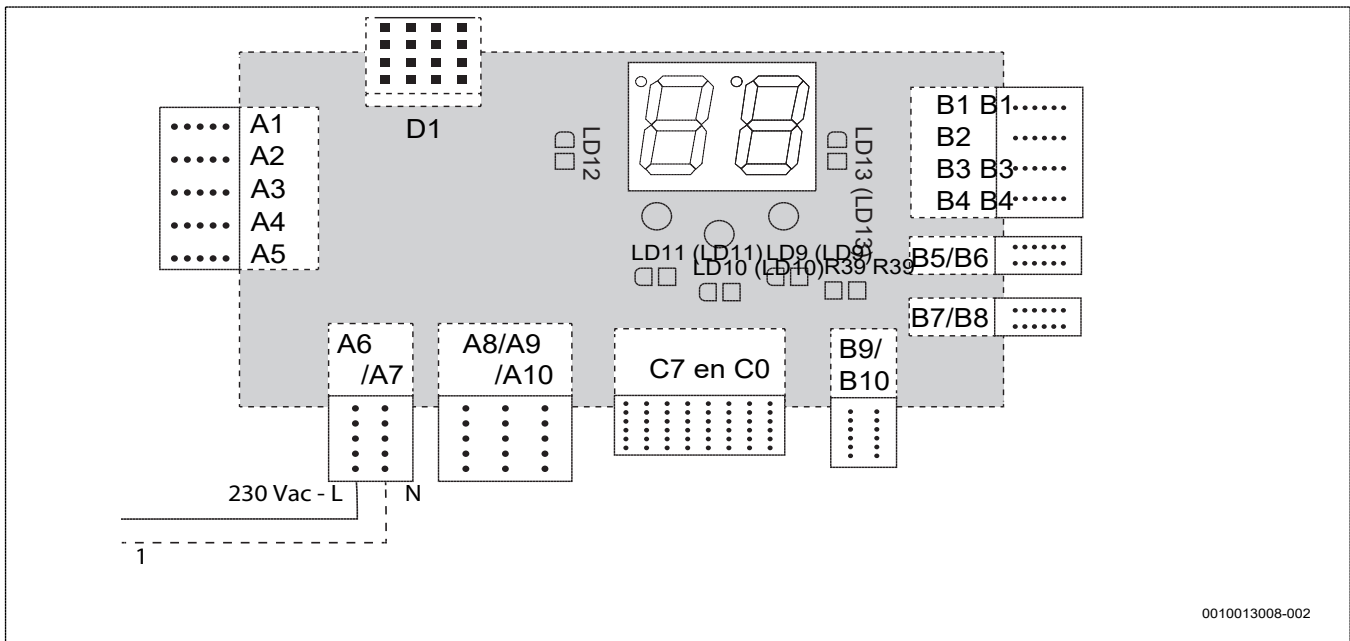 D1
A1
A2
A3
A4
A5
LD12
LD13 (LD13)
B1 B1
B2
B3 B3
B4 B4
LD11 (LD11)
LD9 (LD9)
LD10 (LD10)
R39 R39
B5/B6
B7/B8
A6
/A7
A8/A9
/A10
C7 en C0
B9/
B10
230 Vac - L
N
1
0010013008-002